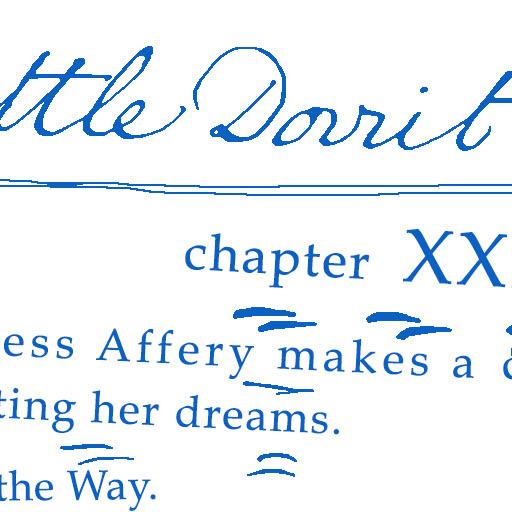 ttle Dorrit
chapter XX
ess Affery makes a
ting her dreams.
the Way.